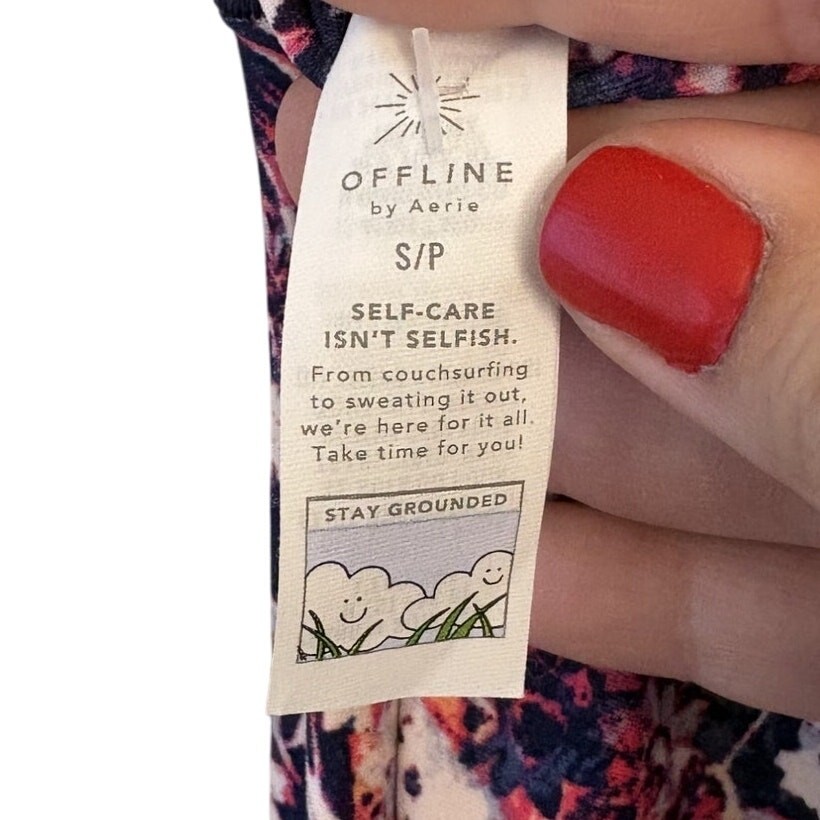 OFFLINE
by Aerie
S/P
SELF-CARE
ISN'T SELFISH.
From couchsurfing
to sweating it out,
we're here for it all.
Take time for you!
STAY GROUNDED